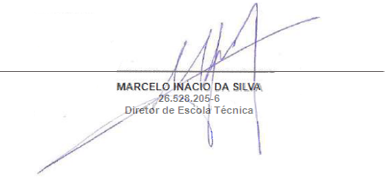 MARCELO INACIO DA SILVA
26.528.205-6
Diretor de Escola Técnica